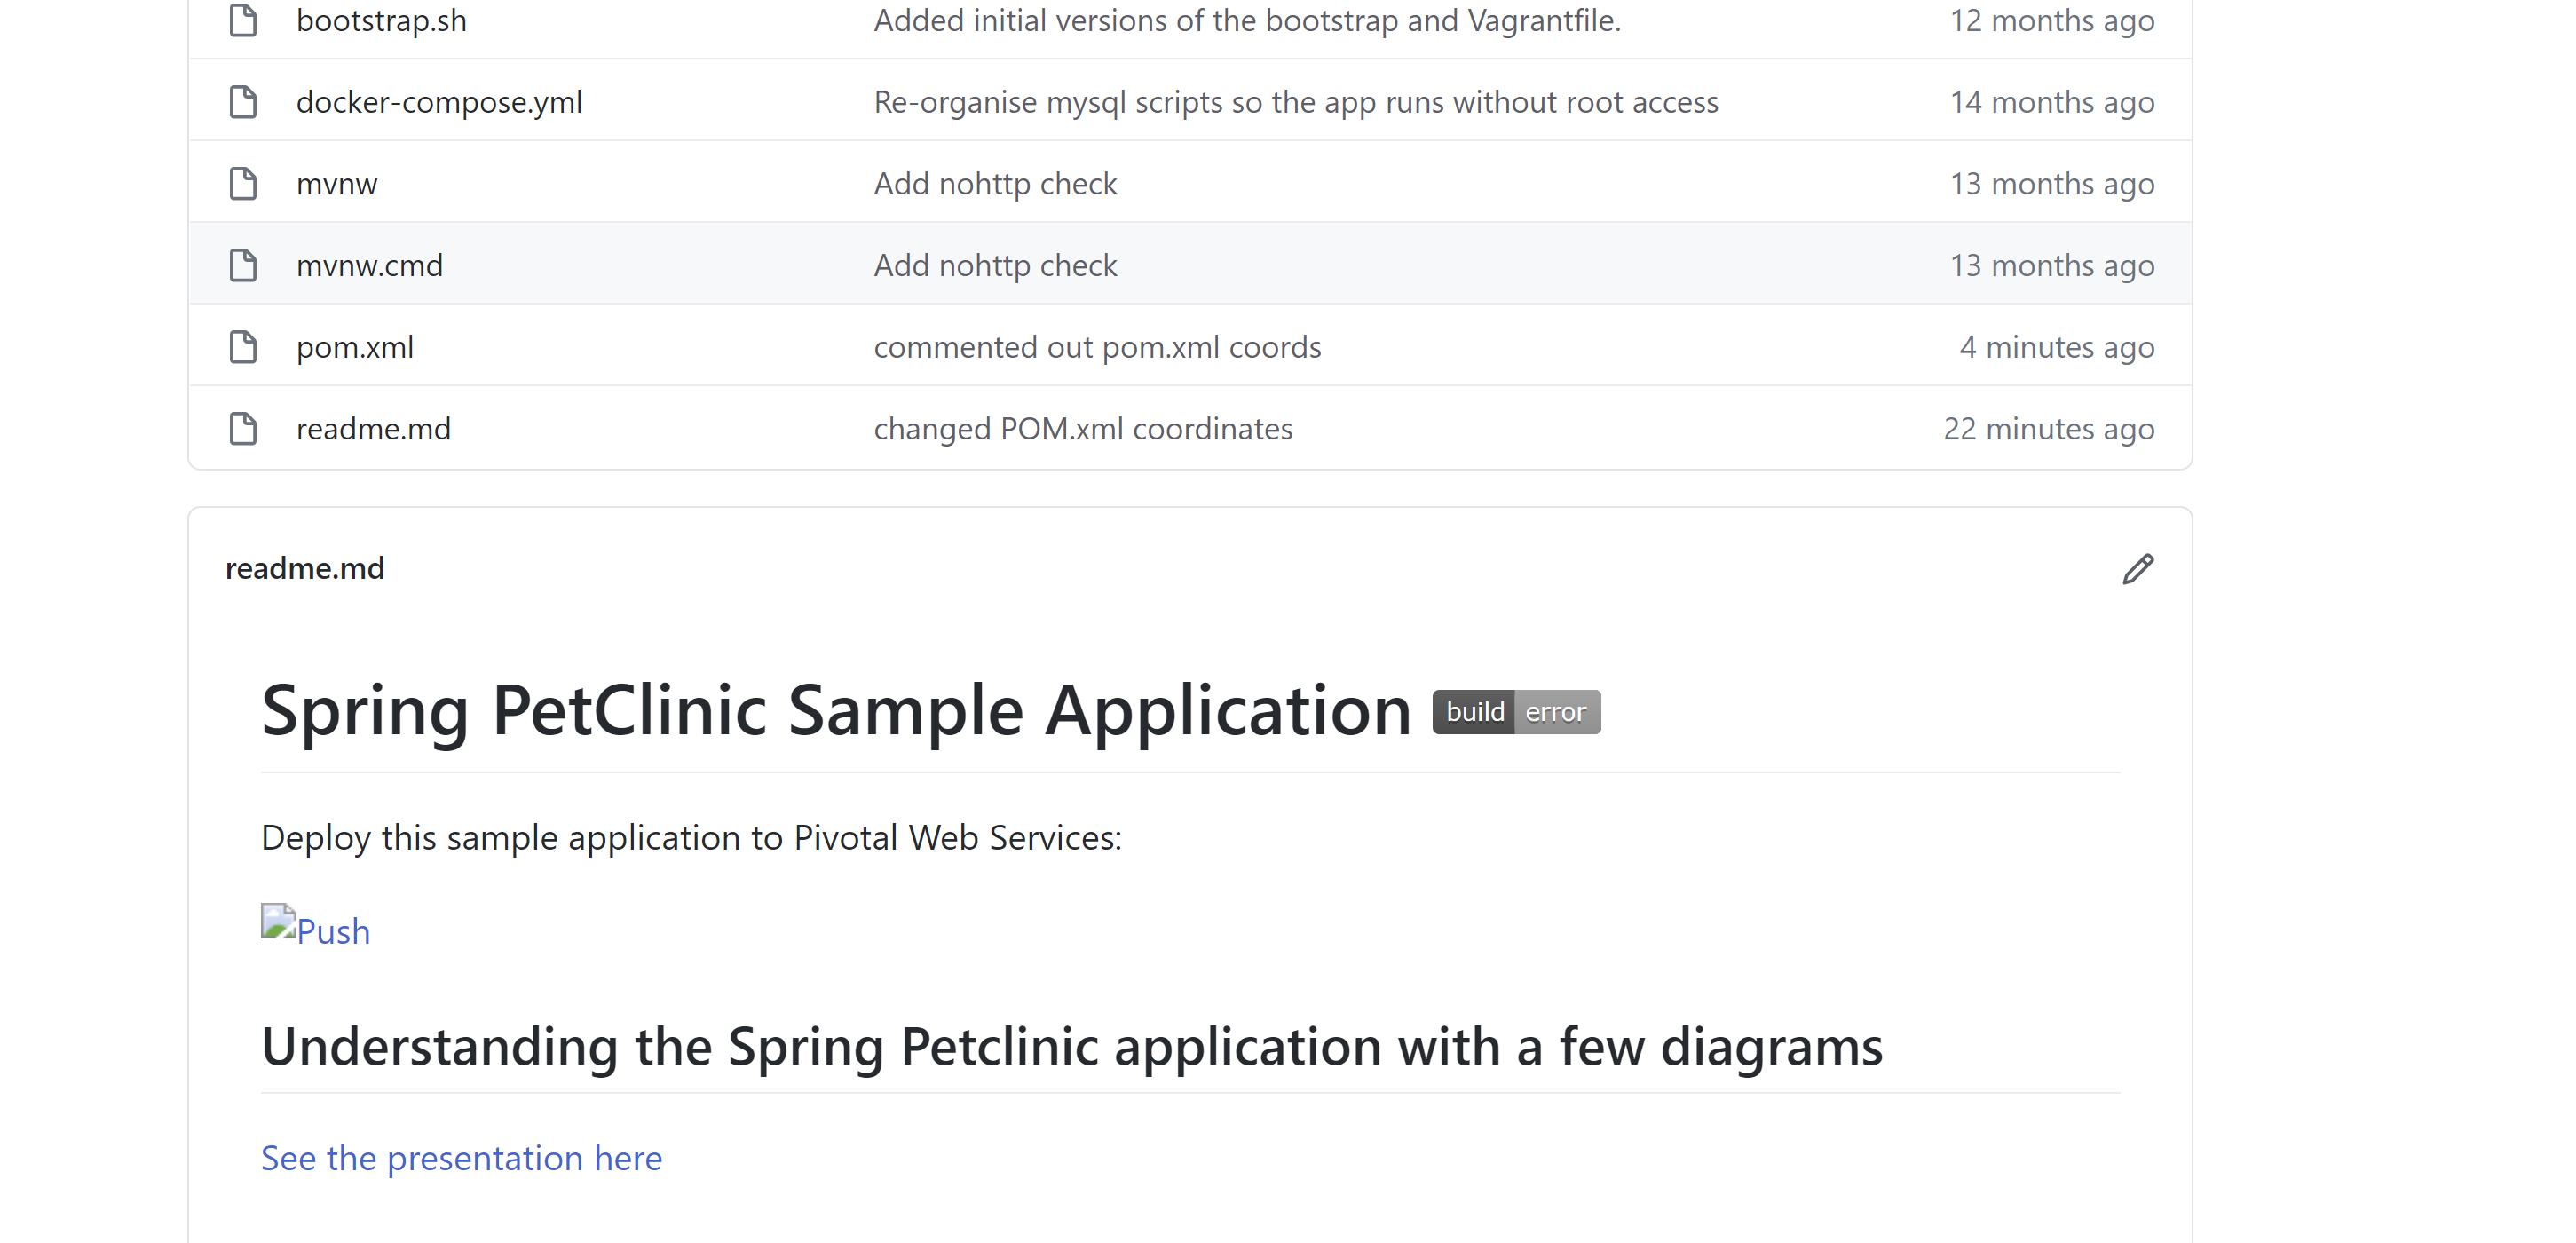 bootstrap.sh Added initial versions of the bootstrap and Vagrantfile. 12 months ago
docker-compose.yml Re-organise mysql scripts so the app runs without root access 14 months ago
mvnw Add nohttp check 13 months ago
mvnw.cmd Add nohttp check 13 months ago
pom.xml commented out pom.xml coords 4 minutes ago
readme.md changed POM.xml coordinates 22 minutes ago
readme.md
Spring PetClinic Sample Application build error
Deploy this sample application to Pivotal Web Services:
Push
Understanding the Spring Petclinic application with a few diagrams
See the presentation here